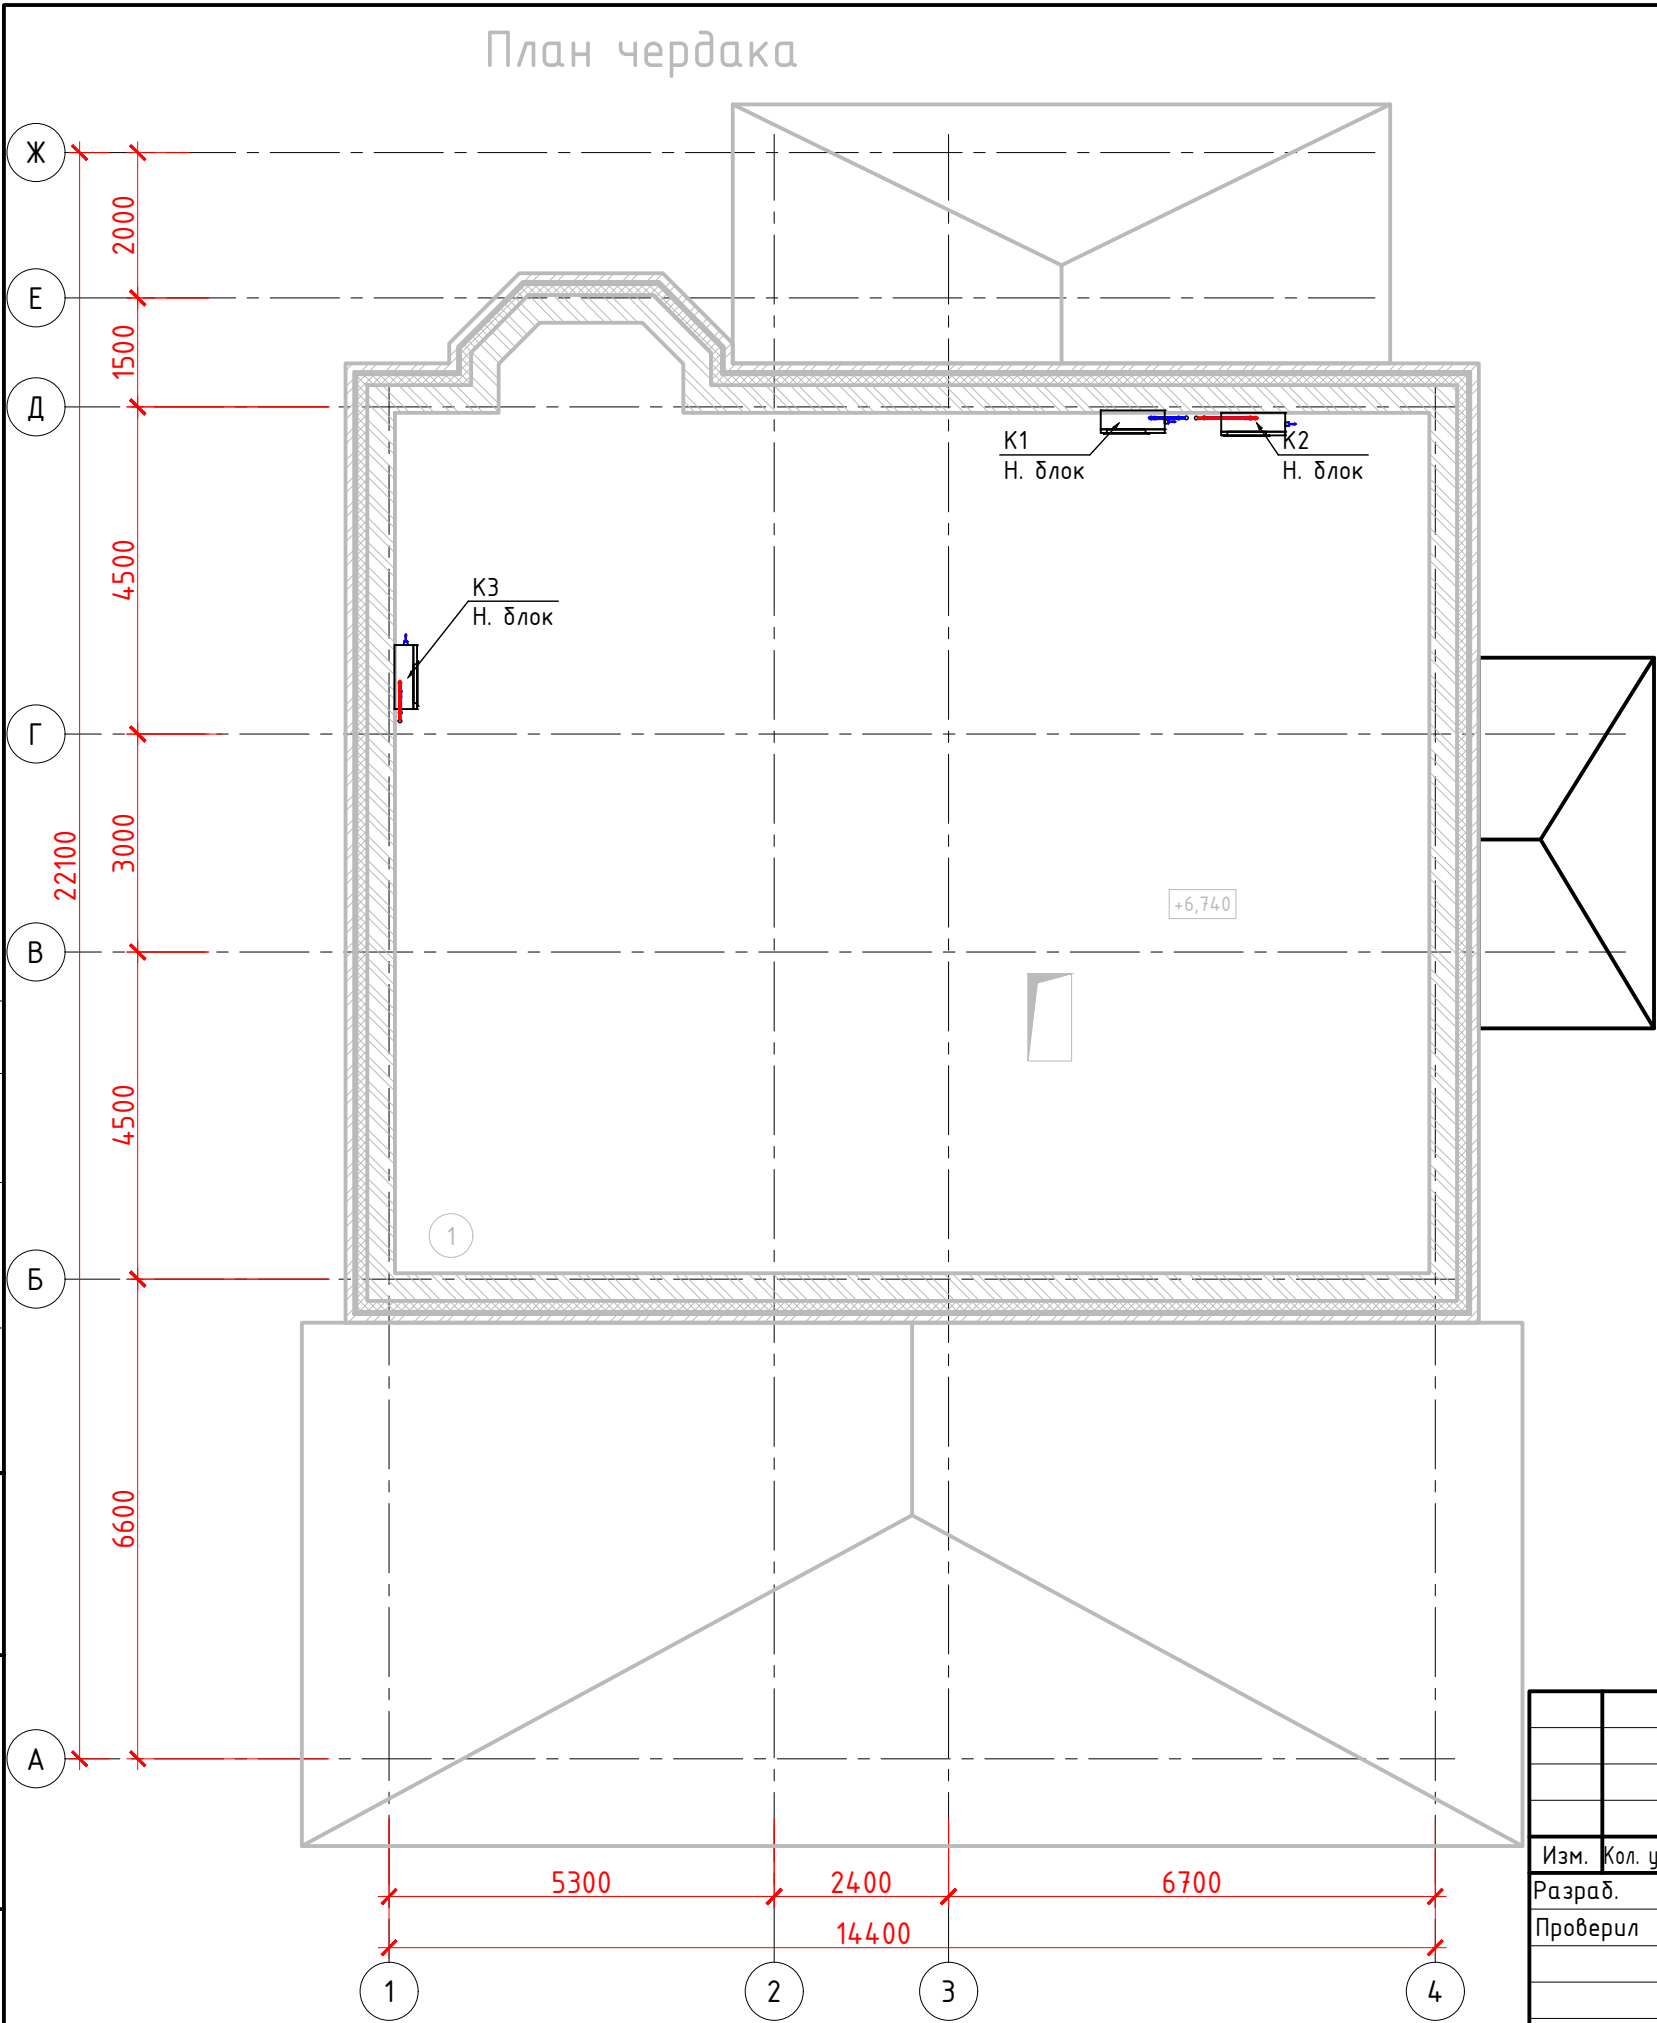 План чердака
Ж
2000
Е
1500
Д
К1
Н. блок
К2
Н. блок
4500
К3
Н. блок
Г
3000
22100
+6,740
В
4500
1
Б
6600
А
Изм.
Кол. у
5300
2400
6700
Разраб.
14400
Проверил
1
2
3
4